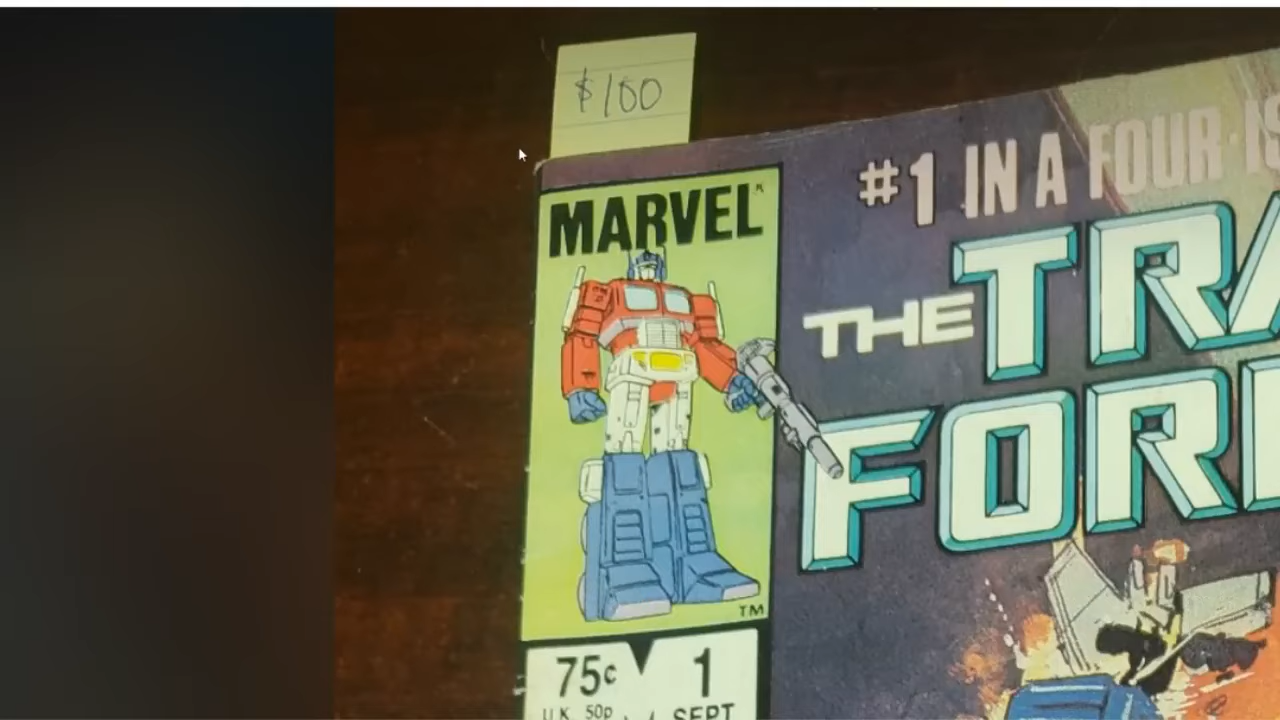 $100
MARVEL
#1 IN A FOUR-IS
THE TRA
FOR
TM
75¢ 1
U.K. 50p SEPT